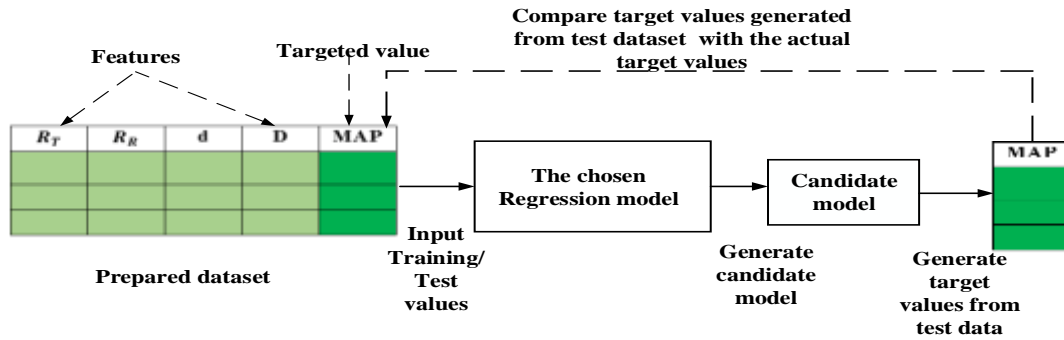 Compare target values generated
from test dataset with the actual
target values
Targeted value
Features
R_T R_R d D MAP
MAP
The chosen
Regression model
Candidate
model
Input
Training/
Test
values
Generate
candidate
model
Generate
target
values from
test data
Prepared dataset